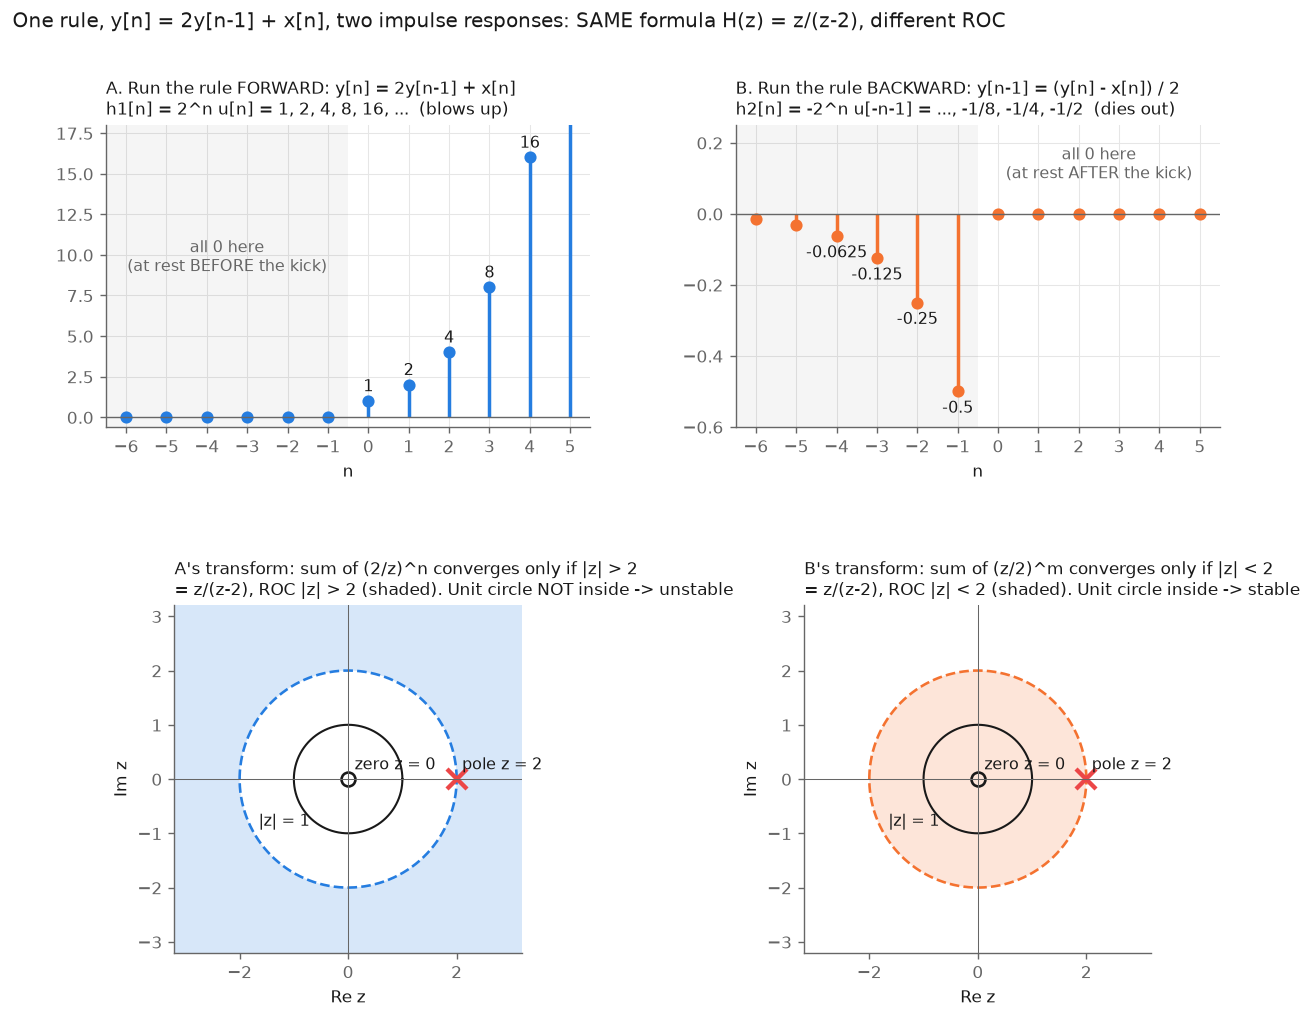 One rule, y[n] = 2y[n-1] + x[n], two impulse responses: SAME formula H(z) = z/(z-2), different ROC
A. Run the rule FORWARD: y[n] = 2y[n-1] + x[n]
h1[n] = 2^n u[n] = 1, 2, 4, 8, 16, ...  (blows up)
17.5
15.0
12.5
10.0
7.5
5.0
2.5
0.0
all 0 here
(at rest BEFORE the kick)
1
2
4
8
16
−6 −5 −4 −3 −2 −1 0 1 2 3 4 5
n
B. Run the rule BACKWARD: y[n-1] = (y[n] - x[n]) / 2
h2[n] = -2^n u[-n-1] = ..., -1/8, -1/4, -1/2  (dies out)
0.2
0.0
−0.2
−0.4
−0.6
all 0 here
(at rest AFTER the kick)
-0.0625
-0.125
-0.25
-0.5
−6 −5 −4 −3 −2 −1 0 1 2 3 4 5
n
A's transform: sum of (2/z)^n converges only if |z| > 2
= z/(z-2), ROC |z| > 2 (shaded). Unit circle NOT inside -> unstable
3
2
1
0
−1
−2
−3
Im z
zero z = 0
pole z = 2
|z| = 1
−2 0 2
Re z
B's transform: sum of (z/2)^m converges only if |z| < 2
= z/(z-2), ROC |z| < 2 (shaded). Unit circle inside -> stable
3
2
1
0
−1
−2
−3
Im z
zero z = 0
pole z = 2
|z| = 1
−2 0 2
Re z